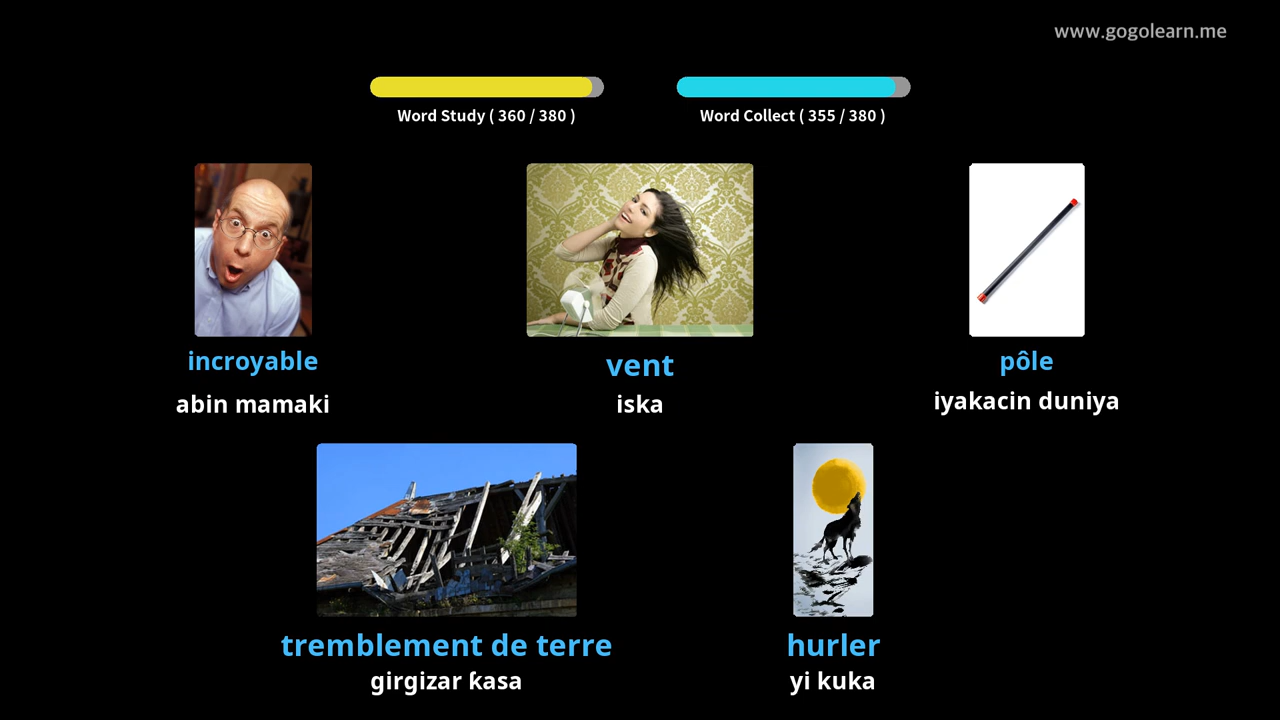 www.gogolearn.me
Word Study ( 360 / 380 )
Word Collect ( 355 / 380 )
incroyable
abin mamaki
vent
iska
pôle
iyakacin duniya
tremblement de terre
girgizar ƙasa
hurler
yi kuka